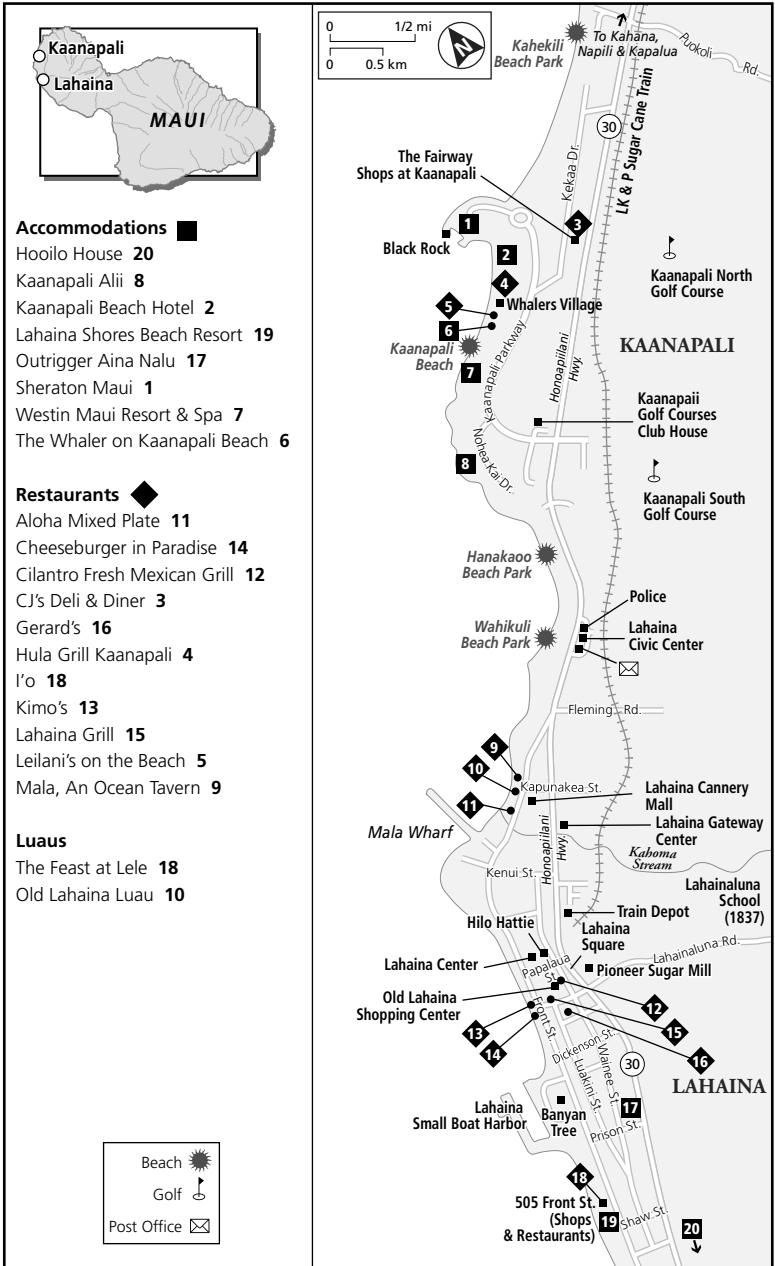 Kaanapali
Lahaina
MAUI
Accommodations
Hooilo House 20
Kaanapali Alii 8
Kaanapali Beach Hotel 2
Lahaina Shores Beach Resort 19
Outrigger Aina Nalu 17
Sheraton Maui 1
Westin Maui Resort & Spa 7
The Whaler on Kaanapali Beach 6
Restaurants
Aloha Mixed Plate 11
Cheeseburger in Paradise 14
Cilantro Fresh Mexican Grill 12
CJ's Deli & Diner 3
Gerard's 16
Hula Grill Kaanapali 4
I'o 18
Kimo's 13
Lahaina Grill 15
Leilani's on the Beach 5
Mala, An Ocean Tavern 9
Luaus
The Feast at Lele 18
Old Lahaina Luau 10
Beach
Golf
Post Office
0 1/2 mi
0 0.5 km
N
Kahekili
Beach Park
To Kahana,
Napili & Kapalua
Puokoli Rd.
30
LK & P Sugar Cane Train
The Fairway
Shops at Kaanapali
Kekaa Dr.
3
1
Black Rock
2
4
Whalers Village
5
6
Kaanapali
Beach
7
Kaanapali Parkway
Honoapiilani
Hwy.
Kaanapali North
Golf Course
KAANAPALI
Kaanapaii
Golf Courses
Club House
8
Nohea Kai Dr.
Kaanapali South
Golf Course
Hanakaoo
Beach Park
Police
Wahikuli
Beach Park
Lahaina
Civic Center
Fleming Rd.
9
10
11
Kapunakea St.
Lahaina Cannery
Mall
Mala Wharf
Honoapiilani
Hwy.
Lahaina Gateway
Center
Kahoma
Stream
Kenui St.
Lahainaluna
School
(1837)
Train Depot
Hilo Hattie
Lahaina
Square
Lahainaluna Rd.
Lahaina Center
Papalaua
St.
Pioneer Sugar Mill
Old Lahaina
Shopping Center
12
13
14
15
16
Front St.
Dickenson St.
Luakini St.
Wainee St.
30
LAHAINA
Lahaina
Small Boat Harbor
Banyan
Tree
17
Prison St.
18
505 Front St.
(Shops
& Restaurants)
19
Shaw St.
20